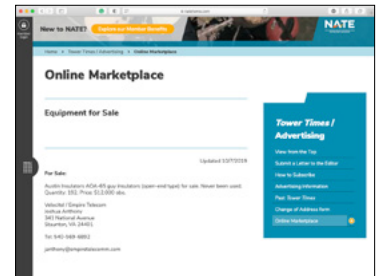 New to NATE?
Explore our Member Benefits
NATE
Home > Tower Times / Advertising > Online Marketplace
Online Marketplace
Equipment for Sale
Updated 10/7/2019
For Sale:
Austin Insulators AOA-65 guy insulators (open-end type) for sale. Never been used.
Quantity: 192. Price: $12,000 obo.
Velocitel / Empire Telecom
Joshua Anthony
341 National Avenue
Staunton, VA 24401
Tel: 540-569-6892
janthony@empiretelecomm.com
Tower Times /
Advertising
View from the Top
Submit a Letter to the Editor
How to Subscribe
Advertising Information
Past Tower Times
Change of Address form
Online Marketplace